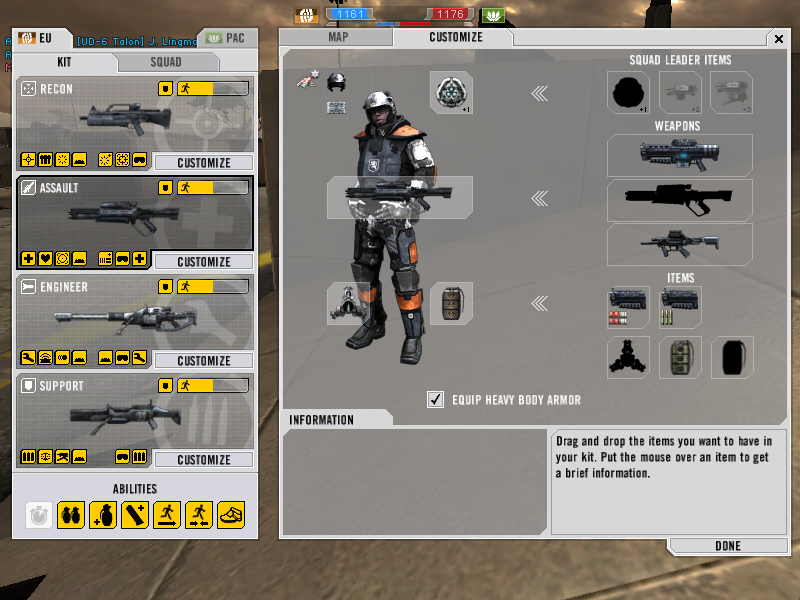 1161
1176
EU
[UD-6 Talon] J. Lingma
PAC
MAP
CUSTOMIZE
KIT
SQUAD
RECON
CUSTOMIZE
ASSAULT
CUSTOMIZE
ENGINEER
CUSTOMIZE
SUPPORT
CUSTOMIZE
ABILITIES
SQUAD LEADER ITEMS
+1
+1
+2
+3
WEAPONS
ITEMS
EQUIP HEAVY BODY ARMOR
INFORMATION
Drag and drop the items you want to have in
your kit. Put the mouse over an item to get
a brief information.
DONE